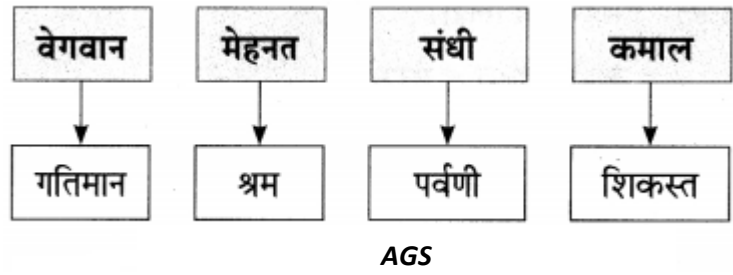 वेगवान मेहनत संधी कमाल
गतिमान श्रम पर्वणी शिकस्त
AGS